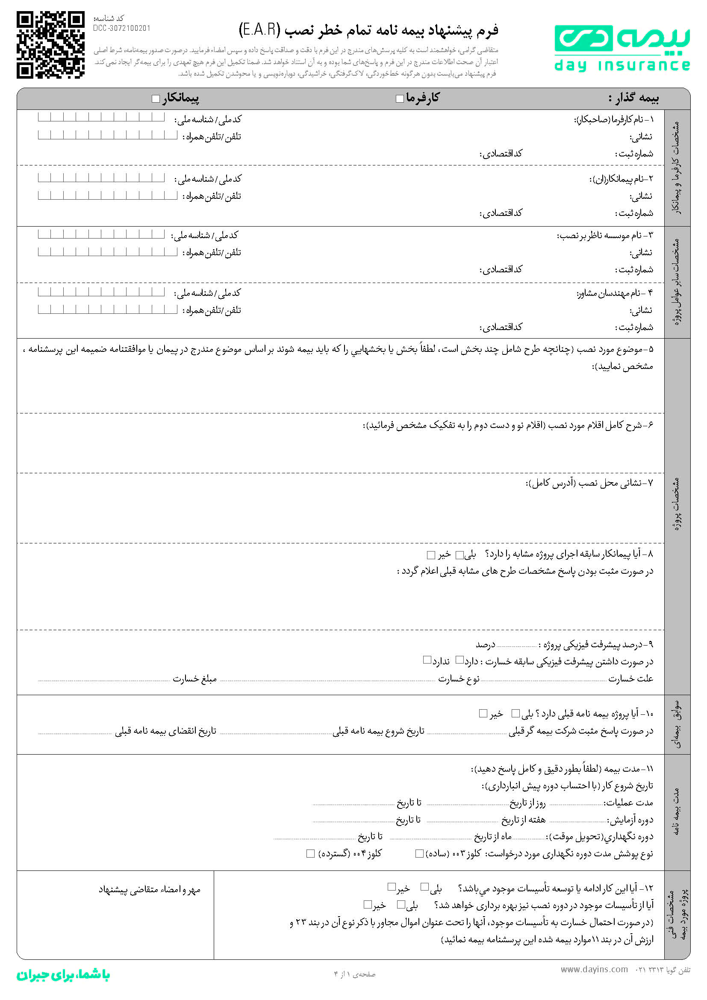 بیمه دی
day insurance
فرم پیشنهاد بیمه نامه تمام خطر نصب (E.A.R)
متقاضی گرامی، خواهشمند است به کلیه پرسش‌های مندرج در این فرم با دقت و صداقت پاسخ داده و سپس امضاء فرمایید. درصورت صدور بیمه‌نامه، شرط اصلی
اعتبار آن صحت اطلاعات مندرج در این فرم و پاسخ‌های شما بوده و به آن استناد خواهد شد. ضمنا تکمیل این فرم هیچ تعهدی را برای بیمه‌گر ایجاد نمی‌کند.
فرم پیشنهاد می‌بایست بدون هرگونه خط‌خوردگی، لاک‌گرفتگی، خراشیدگی، دوباره‌نویسی و یا محوشدن تکمیل شده باشد.
کد شناسه:
DCC-3072100201
بیمه گذار : کارفرما پیمانکار
مشخصات کارفرما و پیمانکار
۱- نام کارفرما (صاحبکار): کد ملی / شناسه ملی:
نشانی: تلفن /تلفن همراه :
شماره ثبت : کد اقتصادی:
۲-نام پیمانکار(ان): کد ملی / شناسه ملی:
نشانی: تلفن /تلفن همراه :
شماره ثبت : کد اقتصادی:
مشخصات سایر عوامل پروژه
۳- نام موسسه ناظر بر نصب: کد ملی / شناسه ملی:
نشانی: تلفن /تلفن همراه :
شماره ثبت : کد اقتصادی:
۴ -نام مهندسان مشاور: کد ملی / شناسه ملی:
نشانی: تلفن /تلفن همراه :
شماره ثبت : کد اقتصادی:
مشخصات پروژه
۵-موضوع مورد نصب (چنانچه طرح شامل چند بخش است، لطفاً بخش یا بخشهايي را که باید بیمه شوند بر اساس موضوع مندرج در پیمان یا موافقتنامه ضمیمه این پرسشنامه ،
مشخص نمایید):
۶-شرح کامل اقلام مورد نصب (اقلام نو و دست دوم را به تفکیک مشخص فرمائید):
۷-نشانی محل نصب (آدرس کامل):
۸- آیا پیمانکار سابقه اجرای پروژه مشابه را دارد؟ بلی خیر
در صورت مثبت بودن پاسخ مشخصات طرح های مشابه قبلی اعلام گردد :
۹-درصد پیشرفت فیزیکی پروژه : درصد
در صورت داشتن پیشرفت فیزیکی سابقه خسارت : دارد ندارد
علت خسارت نوع خسارت مبلغ خسارت
سوابق بیمه‌ای
۱۰- آیا پروژه بیمه نامه قبلی دارد ؟ بلی خیر
در صورت پاسخ مثبت شرکت بیمه گر قبلی تاریخ شروع بیمه نامه قبلی تاریخ انقضای بیمه نامه قبلی
مدت بیمه نامه
۱۱-مدت بیمه (لطفاً بطور دقیق و کامل پاسخ دهید):
تاریخ شروع کار (با احتساب دوره پیش انبارداری):
مدت عملیات: روز از تاریخ تا تاریخ
دوره آزمایش: هفته از تاریخ تا تاریخ
دوره نگهداري(تحویل موقت): ماه از تاریخ تا تاریخ
نوع پوشش مدت دوره نگهداری مورد درخواست: کلوز ۰۰۳ (ساده) کلوز ۰۰۴ (گسترده)
مشخصات فنی
پروژه مورد بیمه
۱۲- آیا این کار ادامه یا توسعه تأسیسات موجود مي‌باشد؟ بلی خیر
آیا از تأسیسات موجود در دوره نصب نیز بهره برداری خواهد شد؟ بلی خیر
(در صورت احتمال خسارت به تأسیسات موجود، آنها را تحت عنوان اموال مجاور با ذکر نوع آن در بند ۲۳ و
ارزش آن در بند ۱۱موارد بیمه شده این پرسشنامه بیمه نمائید)
مهر و امضاء متقاضی پیشنهاد
تلفن گویا ۲۳۱۳ ۰۲۱ www.dayins.com
صفحه‌ی ۱ از ۴
با شما، برای جبران